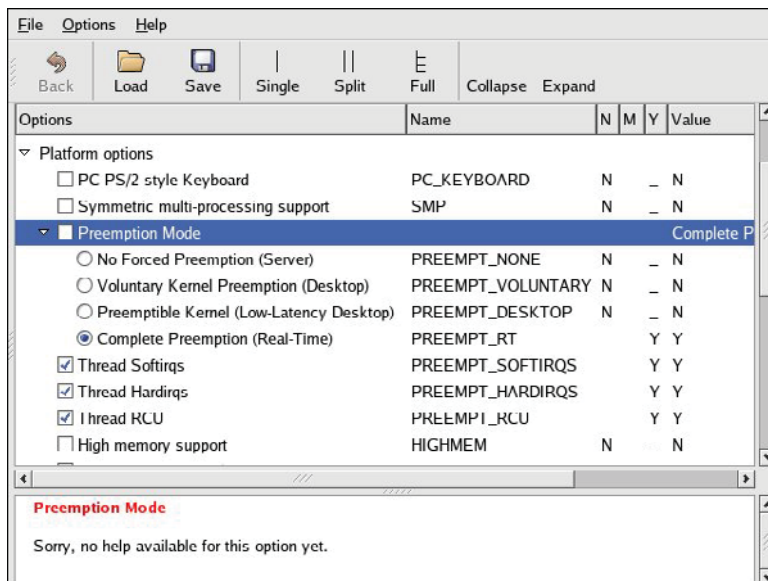 File Options Help
Back Load Save Single Split Full Collapse Expand
Options Name N M Y Value
Platform options
PC PS/2 style Keyboard PC_KEYBOARD N _ N
Symmetric multi-processing support SMP N _ N
Preemption Mode Complete P
No Forced Preemption (Server) PREEMPT_NONE N _ N
Voluntary Kernel Preemption (Desktop) PREEMPT_VOLUNTARY N _ N
Preemptible Kernel (Low-Latency Desktop) PREEMPT_DESKTOP N _ N
Complete Preemption (Real-Time) PREEMPT_RT Y Y
Thread Softirqs PREEMPT_SOFTIRQS Y Y
Thread Hardirqs PREEMPT_HARDIRQS Y Y
Thread RCU PREEMPT_RCU Y Y
High memory support HIGHMEM N N
Preemption Mode
Sorry, no help available for this option yet.